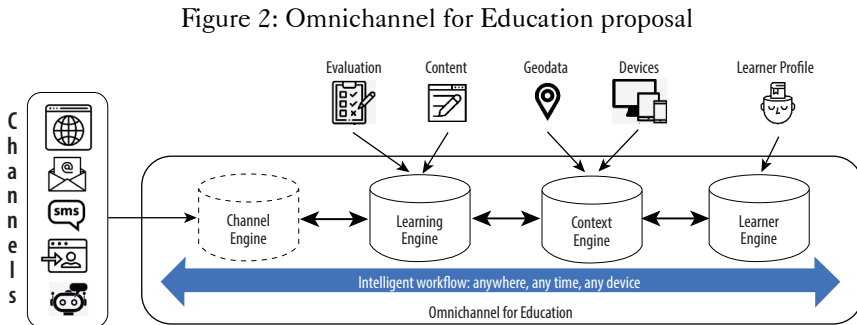 Figure 2: Omnichannel for Education proposal
Evaluation
Content
Geodata
Devices
Learner Profile
Channels
@
sms
Channel
Engine
Learning
Engine
Context
Engine
Learner
Engine
Intelligent workflow: anywhere, any time, any device
Omnichannel for Education